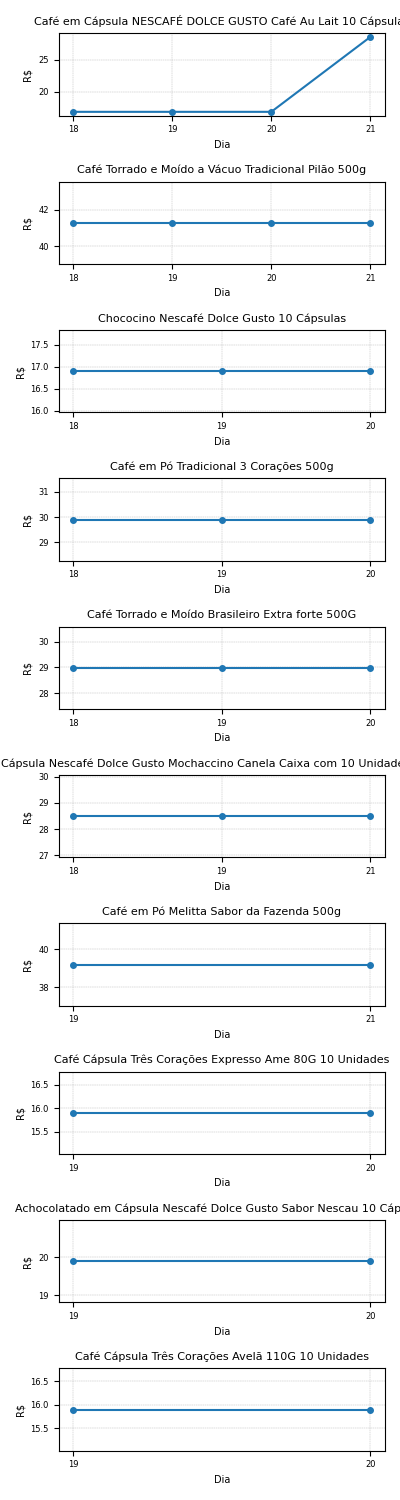 Café em Cápsula NESCAFÉ DOLCE GUSTO Café Au Lait 10 Cápsula
25
20
R$
18 19 20 21
Dia
Café Torrado e Moído a Vácuo Tradicional Pilão 500g
42
40
R$
18 19 20 21
Dia
Chococino Nescafé Dolce Gusto 10 Cápsulas
17.5
17.0
16.5
16.0
R$
18 19 20
Dia
Café em Pó Tradicional 3 Corações 500g
31
30
29
R$
18 19 20
Dia
Café Torrado e Moído Brasileiro Extra forte 500G
30
29
28
R$
18 19 20
Dia
Cápsula Nescafé Dolce Gusto Mochaccino Canela Caixa com 10 Unidade
30
29
28
27
R$
18 19 21
Dia
Café em Pó Melitta Sabor da Fazenda 500g
40
38
R$
19 21
Dia
Café Cápsula Três Corações Expresso Ame 80G 10 Unidades
16.5
16.0
15.5
R$
19 20
Dia
Achocolatado em Cápsula Nescafé Dolce Gusto Sabor Nescau 10 Cáp
20
19
R$
19 20
Dia
Café Cápsula Três Corações Avelã 110G 10 Unidades
16.5
16.0
15.5
R$
19 20
Dia